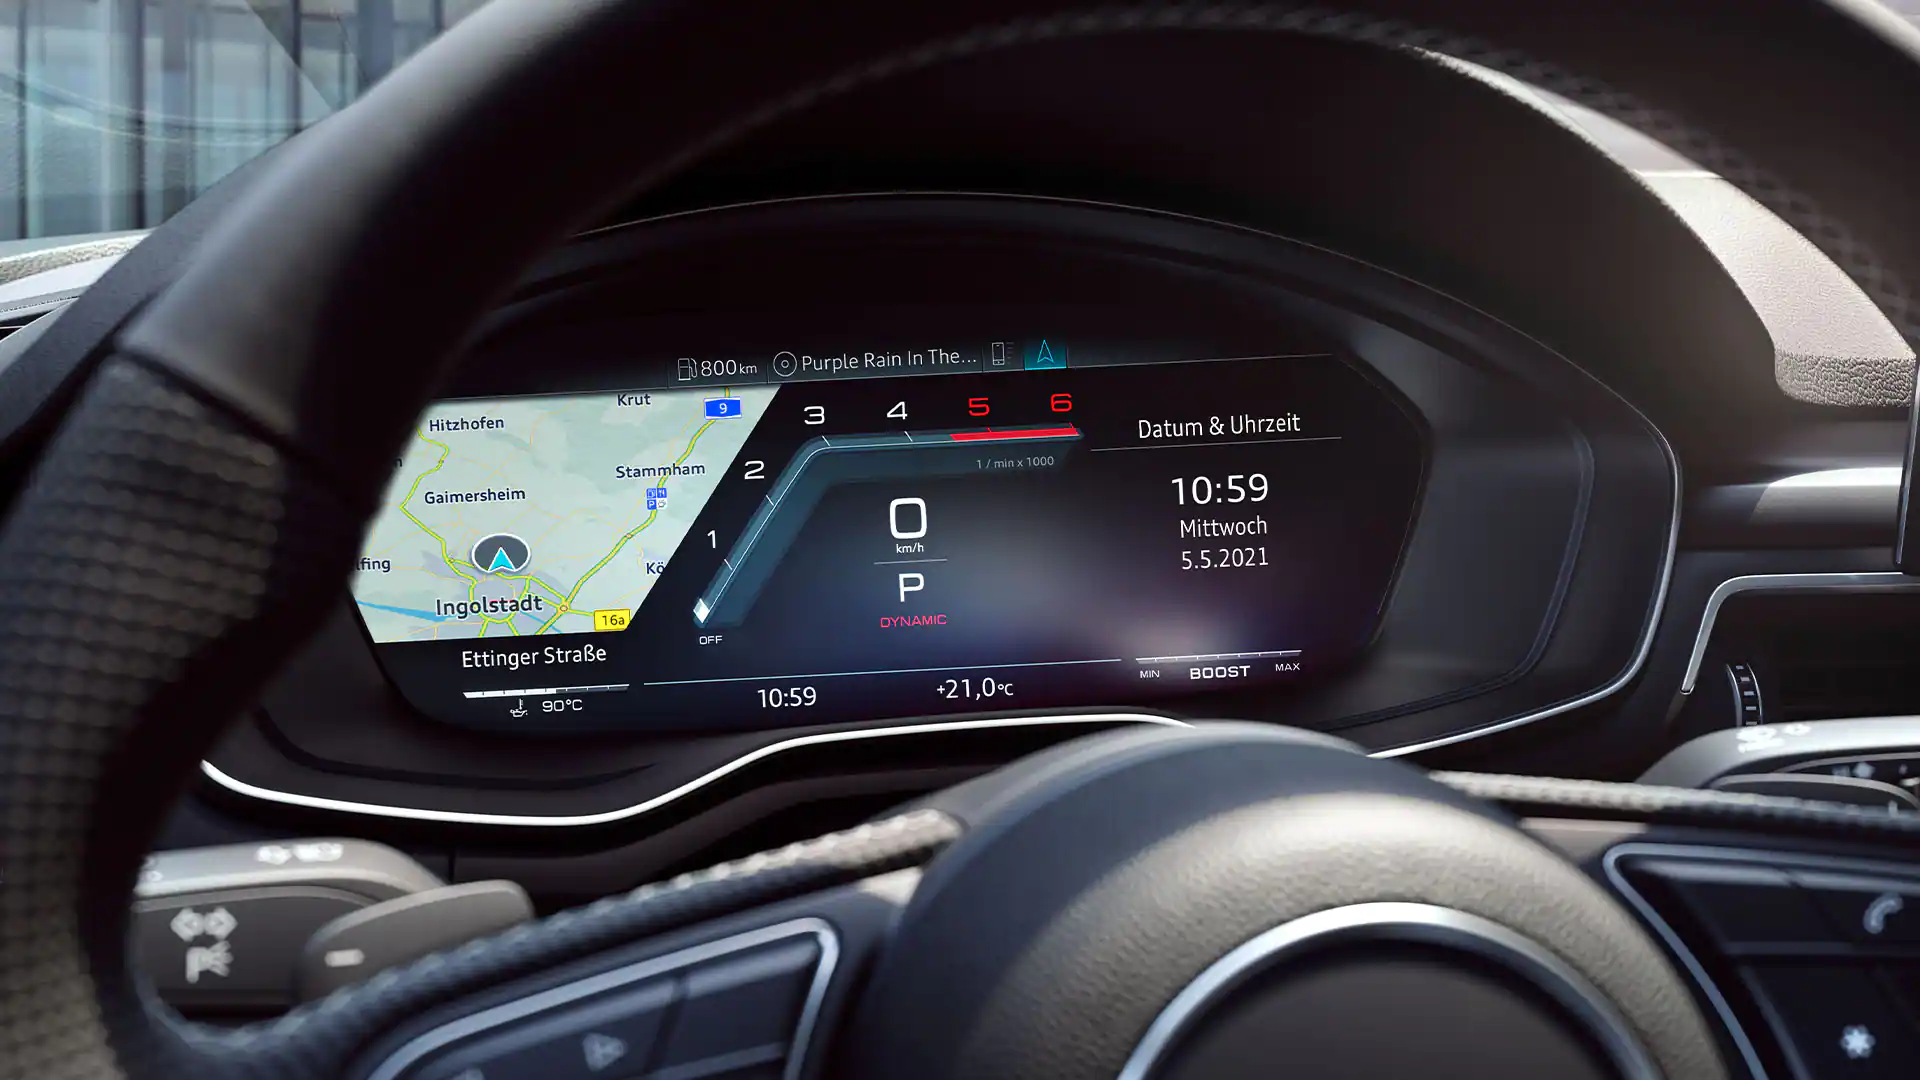 800 km
Purple Rain In The...
Krut
9
Hitzhofen
Stammham
Gaimersheim
P
lfing
Kö
Ingolstadt
16a
Ettinger Straße
90°C
3 4 5 6
2
1
OFF
1 / min x 1000
0
km/h
P
DYNAMIC
10:59
+21,0°C
Datum & Uhrzeit
10:59
Mittwoch
5.5.2021
MIN BOOST MAX